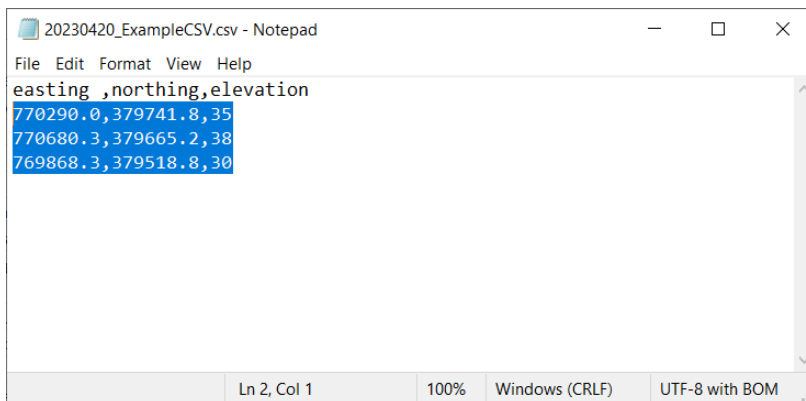 20230420_ExampleCSV.csv - Notepad
File Edit Format View Help
easting ,northing,elevation
770290.0,379741.8,35
770680.3,379665.2,38
769868.3,379518.8,30
Ln 2, Col 1 100% Windows (CRLF) UTF-8 with BOM